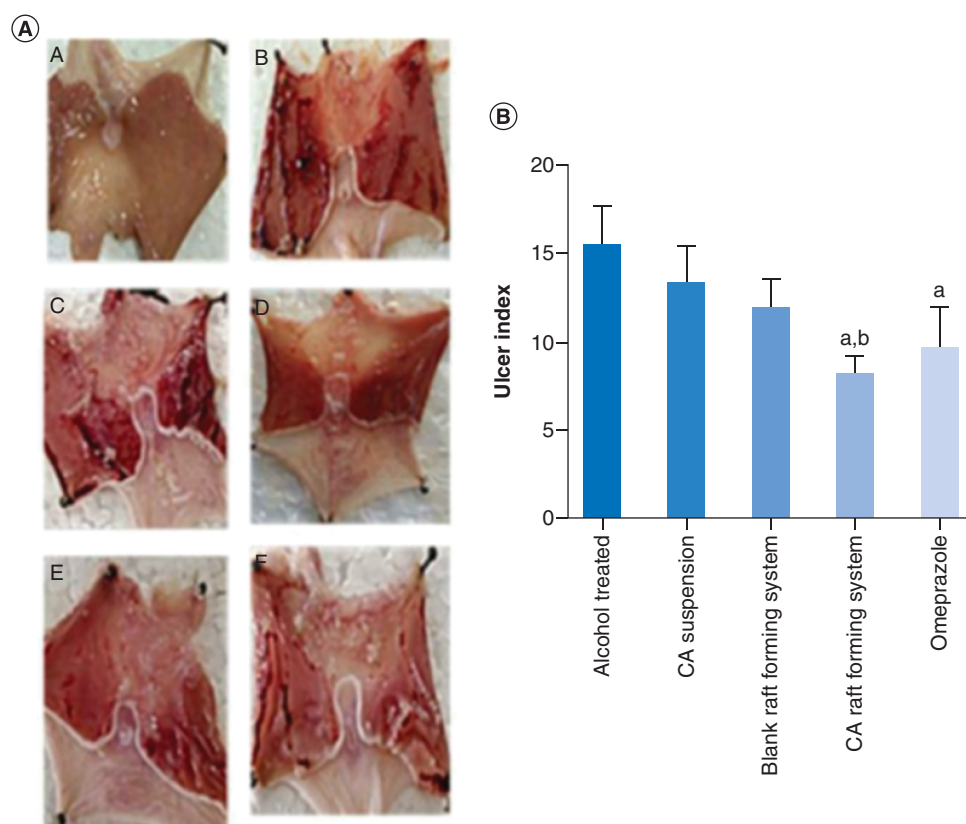 A
A
B
C
D
E
F
B
Ulcer index
20
15
10
5
0
a,b
a
Alcohol treated
CA suspension
Blank raft forming system
CA raft forming system
Omeprazole